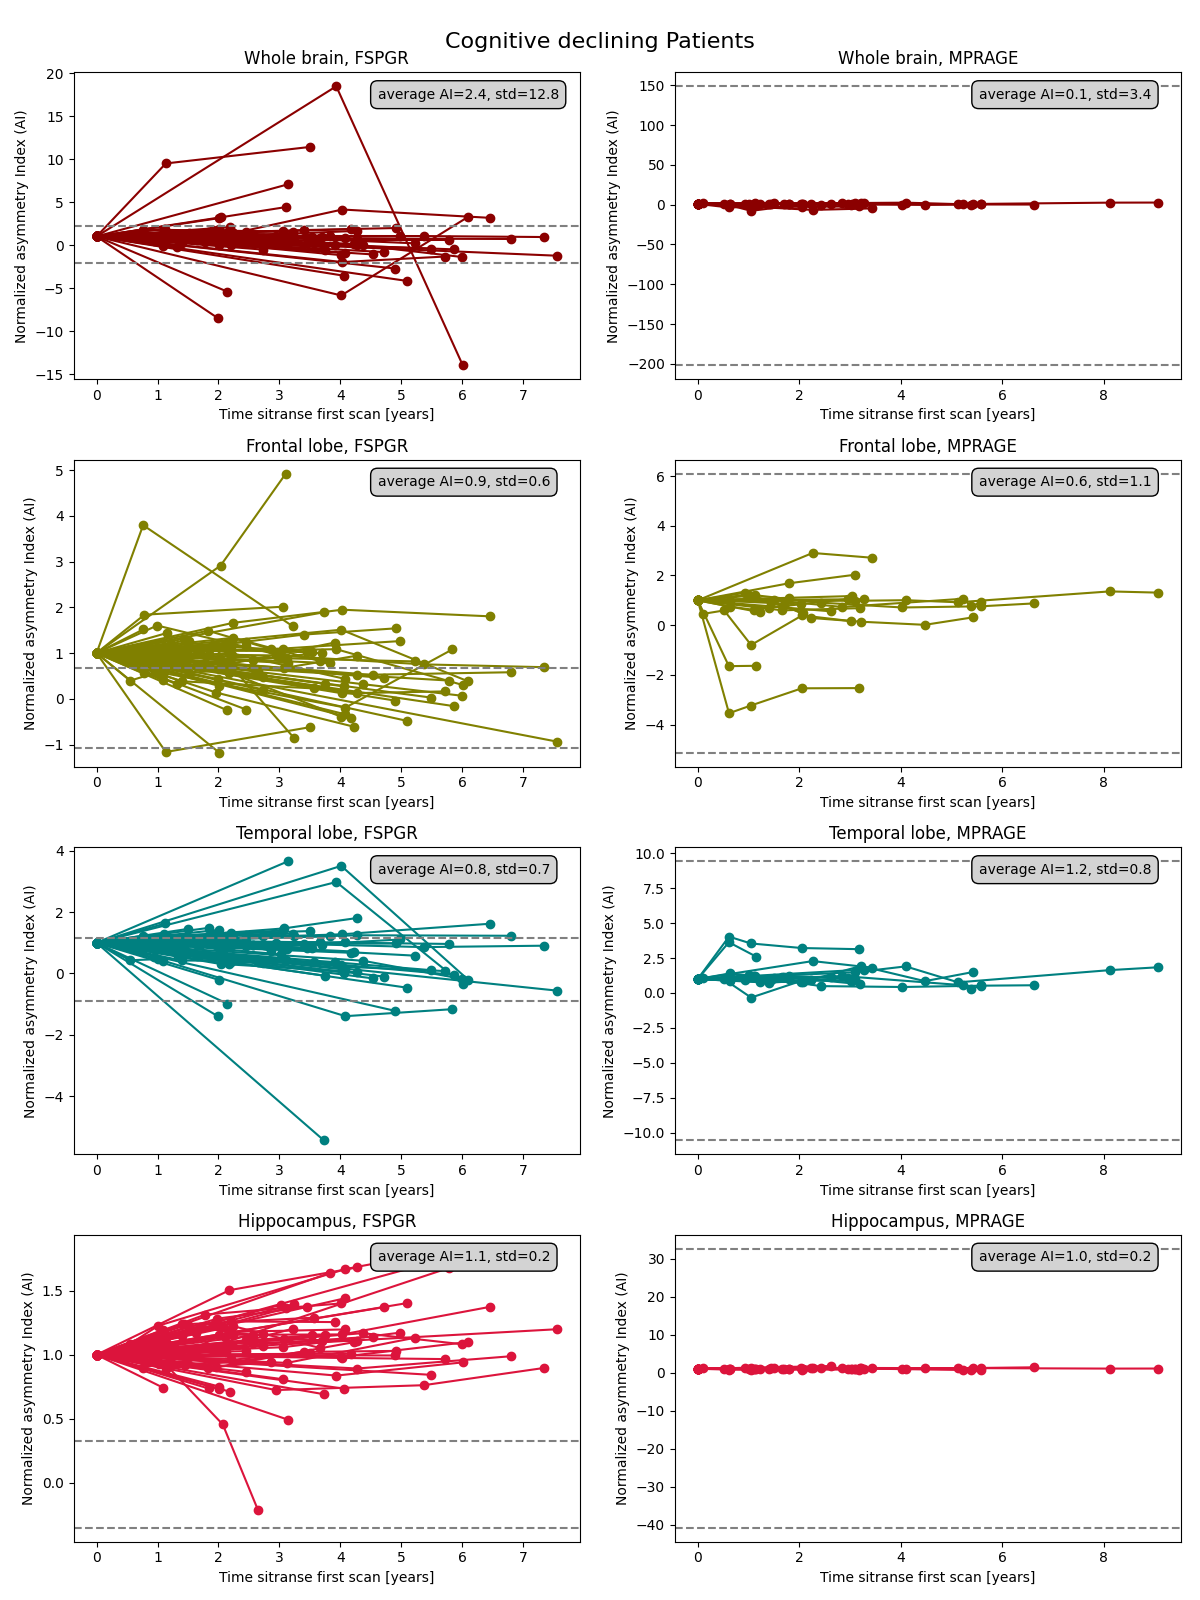 Cognitive declining Patients
Whole brain, FSPGR
Normalized asymmetry Index (AI)
20
15
10
5
0
−5
−10
−15
average AI=2.4, std=12.8
0 1 2 3 4 5 6 7
Time sitranse first scan [years]
Whole brain, MPRAGE
Normalized asymmetry Index (AI)
150
100
50
0
−50
−100
−150
−200
average AI=0.1, std=3.4
0 2 4 6 8
Time sitranse first scan [years]
Frontal lobe, FSPGR
Normalized asymmetry Index (AI)
5
4
3
2
1
0
−1
average AI=0.9, std=0.6
0 1 2 3 4 5 6 7
Time sitranse first scan [years]
Frontal lobe, MPRAGE
Normalized asymmetry Index (AI)
6
4
2
0
−2
−4
average AI=0.6, std=1.1
0 2 4 6 8
Time sitranse first scan [years]
Temporal lobe, FSPGR
Normalized asymmetry Index (AI)
4
2
0
−2
−4
average AI=0.8, std=0.7
0 1 2 3 4 5 6 7
Time sitranse first scan [years]
Temporal lobe, MPRAGE
Normalized asymmetry Index (AI)
10.0
7.5
5.0
2.5
0.0
−2.5
−5.0
−7.5
−10.0
average AI=1.2, std=0.8
0 2 4 6 8
Time sitranse first scan [years]
Hippocampus, FSPGR
Normalized asymmetry Index (AI)
1.5
1.0
0.5
0.0
average AI=1.1, std=0.2
0 1 2 3 4 5 6 7
Time sitranse first scan [years]
Hippocampus, MPRAGE
Normalized asymmetry Index (AI)
30
20
10
0
−10
−20
−30
−40
average AI=1.0, std=0.2
0 2 4 6 8
Time sitranse first scan [years]